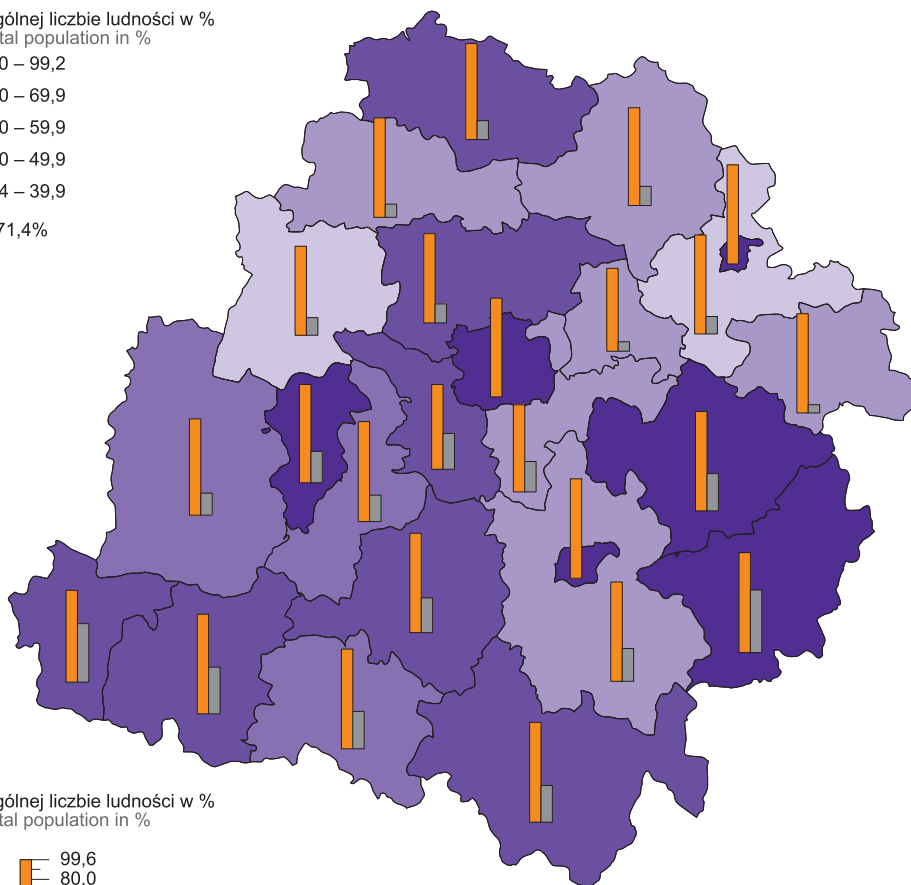 gólnej liczbie ludności w %
tal population in %
0 – 99,2
0 – 69,9
0 – 59,9
0 – 49,9
4 – 39,9
71,4%
gólnej liczbie ludności w %
tal population in %
99,6
80,0